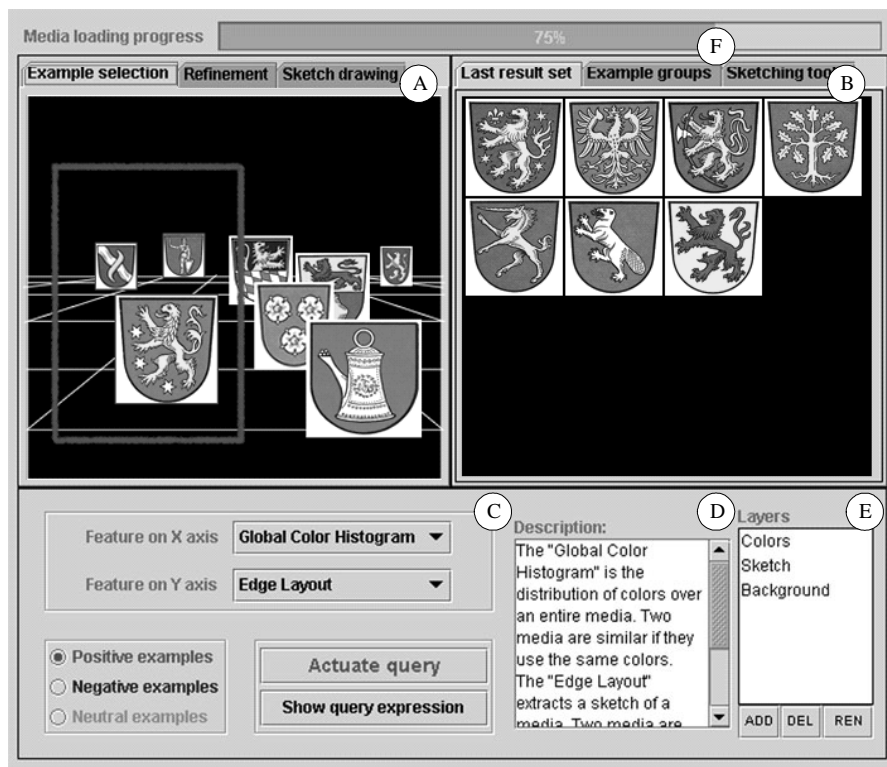 Media loading progress 75%
F
Example selection Refinement Sketch drawing A
Last result set Example groups Sketching B
C
Feature on X axis Global Color Histogram
Feature on Y axis Edge Layout
Positive examples
Negative examples
Neutral examples
Actuate query
Show query expression
Description: D
The "Global Color
Histogram" is the
distribution of colors over
an entire media. Two
media are similar if they
use the same colors.
The "Edge Layout"
extracts a sketch of a
media. Two media are
Layers E
Colors
Sketch
Background
ADD DEL REN